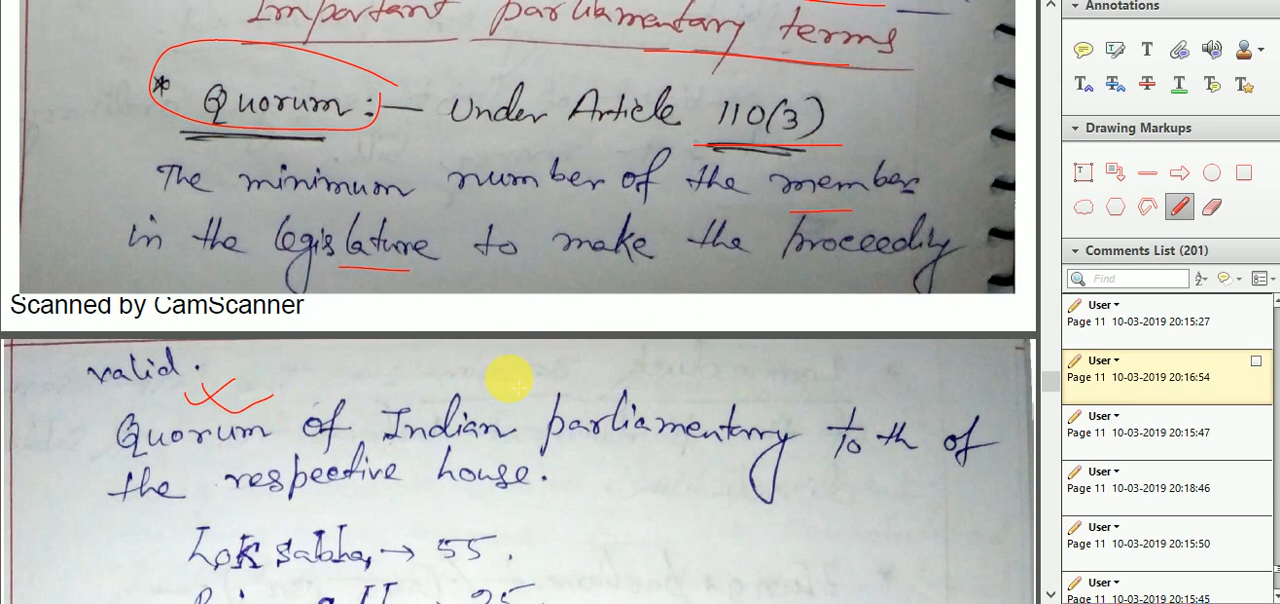 Important parliamentary terms
* Quorum :— Under Article 110(3)
The minimum number of the member
in the legislature to make the proceeding
Scanned by CamScanner
valid.
Quorum of Indian parliamentary 1/10 th of
the respective house.
Lok sabha, → 55.
25
Annotations
Drawing Markups
Comments List (201)
Find
User
Page 11 10-03-2019 20:15:27
User
Page 11 10-03-2019 20:16:54
User
Page 11 10-03-2019 20:15:47
User
Page 11 10-03-2019 20:18:46
User
Page 11 10-03-2019 20:15:50
User
Page 11 10-03-2019 20:15:45